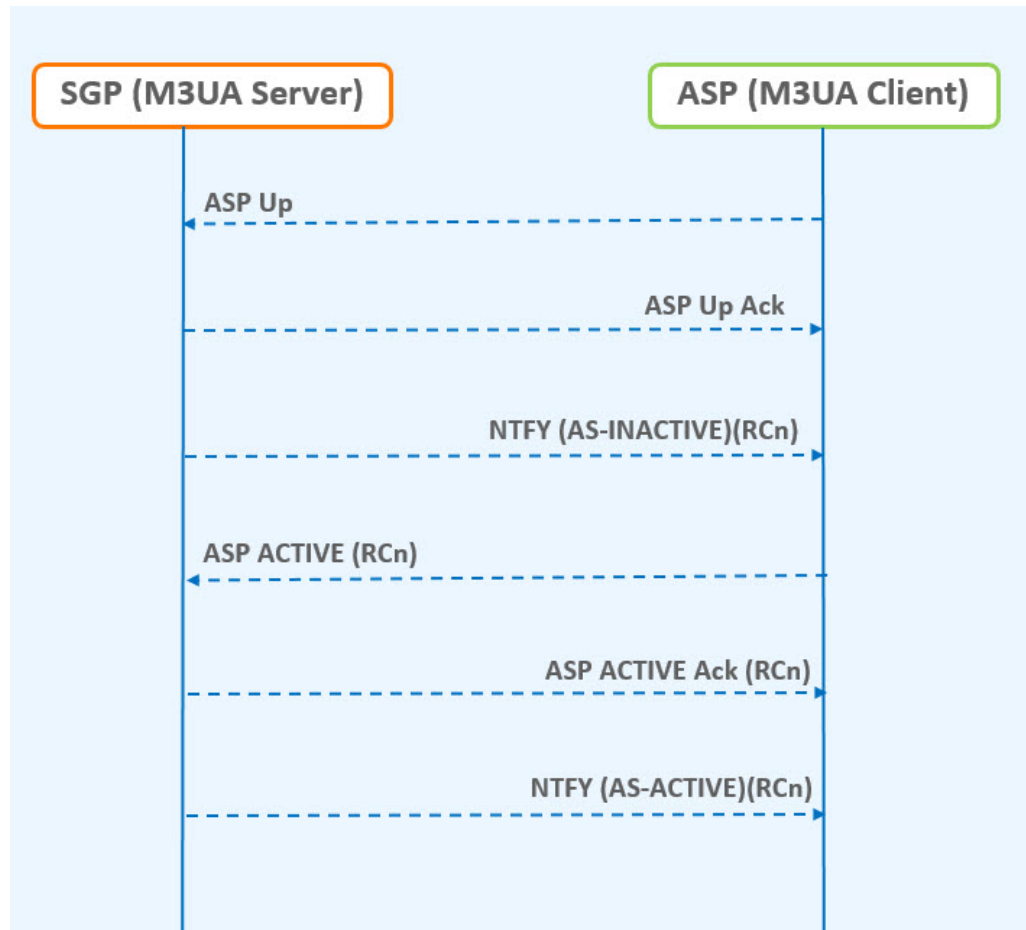 SGP (M3UA Server)
ASP (M3UA Client)
ASP Up
ASP Up Ack
NTFY (AS-INACTIVE)(RCn)
ASP ACTIVE (RCn)
ASP ACTIVE Ack (RCn)
NTFY (AS-ACTIVE)(RCn)